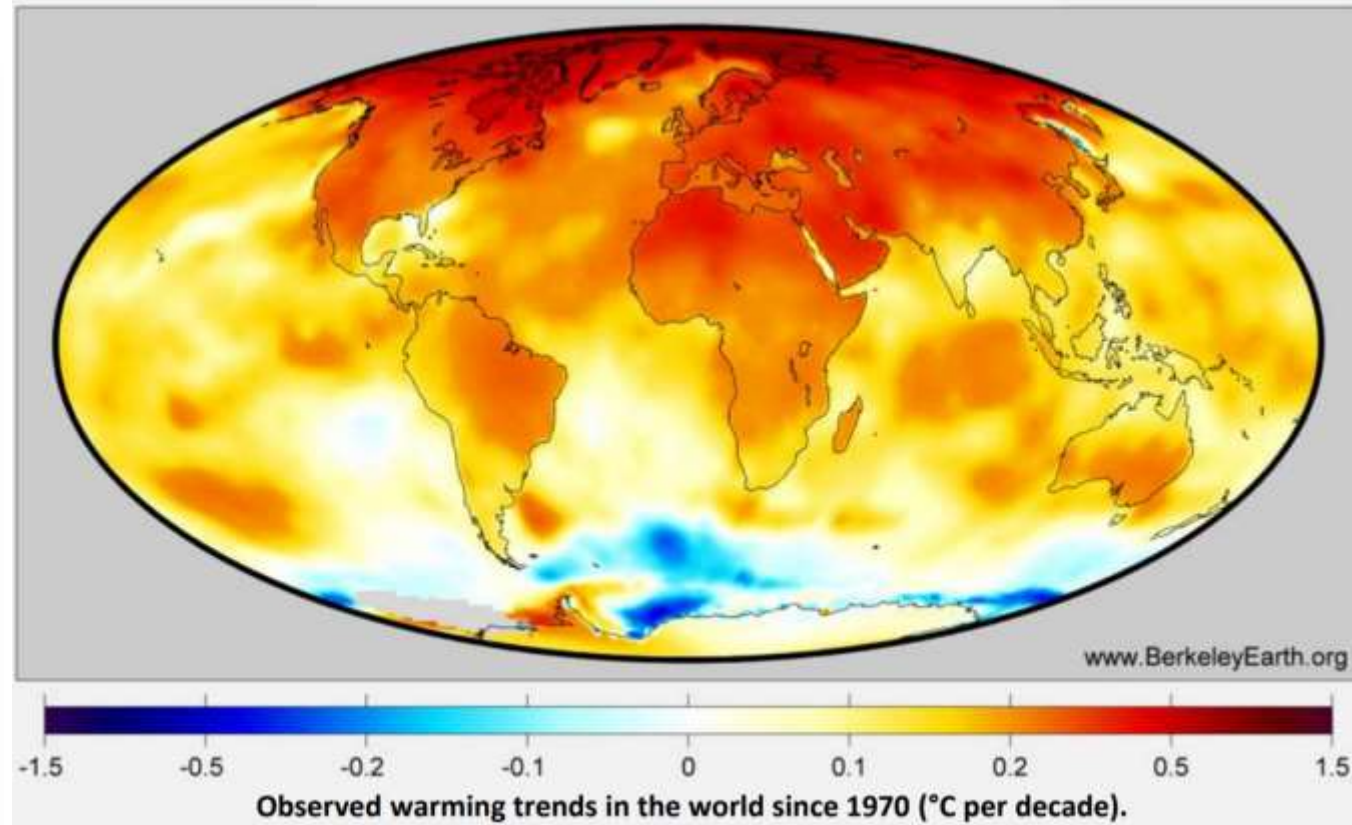 www.BerkeleyEarth.org
-1.5 -0.5 -0.2 -0.1 0 0.1 0.2 0.5 1.5
Observed warming trends in the world since 1970 (°C per decade).